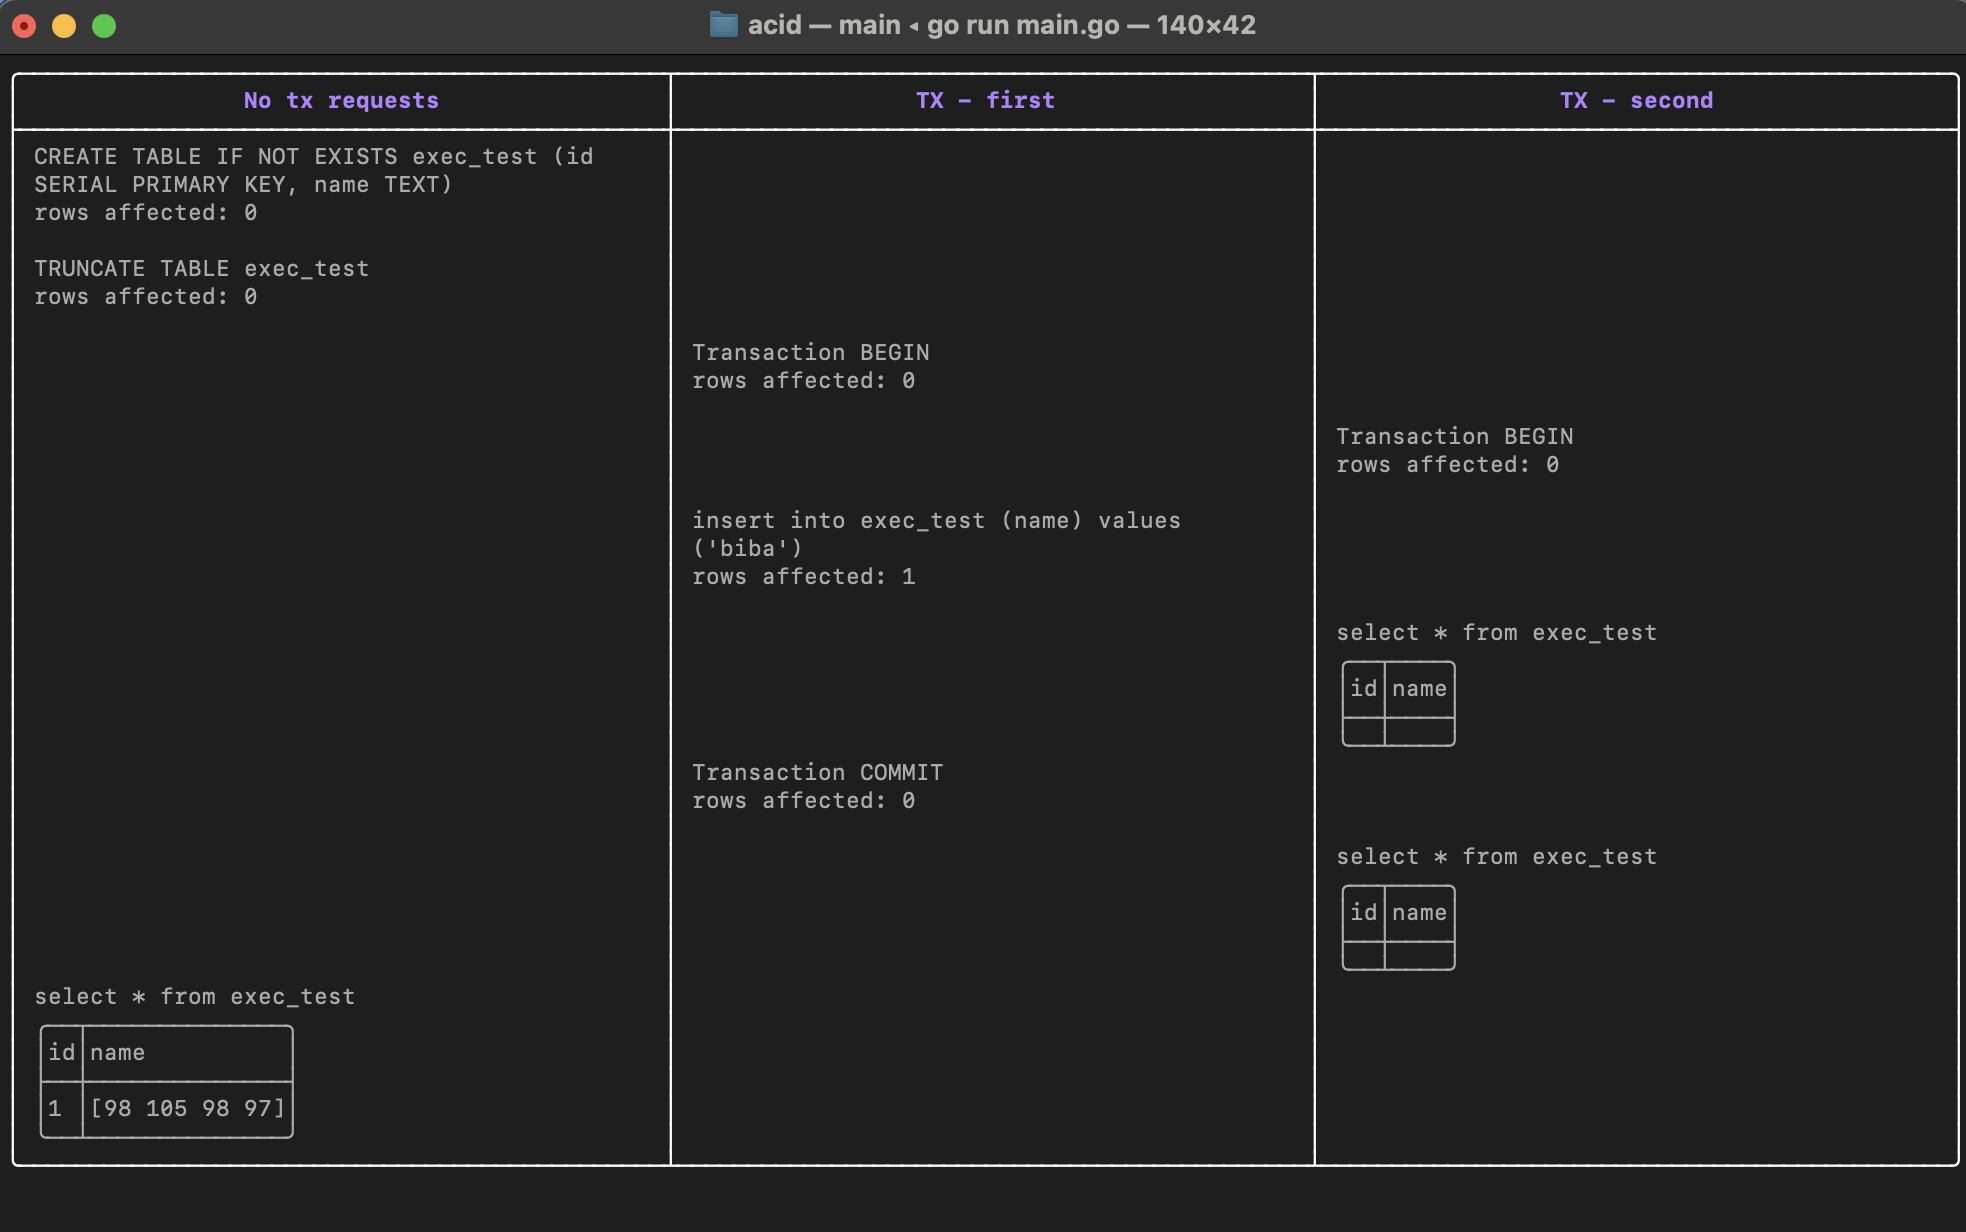 acid — main ◂ go run main.go — 140×42
No tx requests
TX - first
TX - second
CREATE TABLE IF NOT EXISTS exec_test (id
SERIAL PRIMARY KEY, name TEXT)
rows affected: 0
TRUNCATE TABLE exec_test
rows affected: 0
Transaction BEGIN
rows affected: 0
Transaction BEGIN
rows affected: 0
insert into exec_test (name) values
('biba')
rows affected: 1
select * from exec_test
id name
Transaction COMMIT
rows affected: 0
select * from exec_test
id name
select * from exec_test
id name
1 [98 105 98 97]